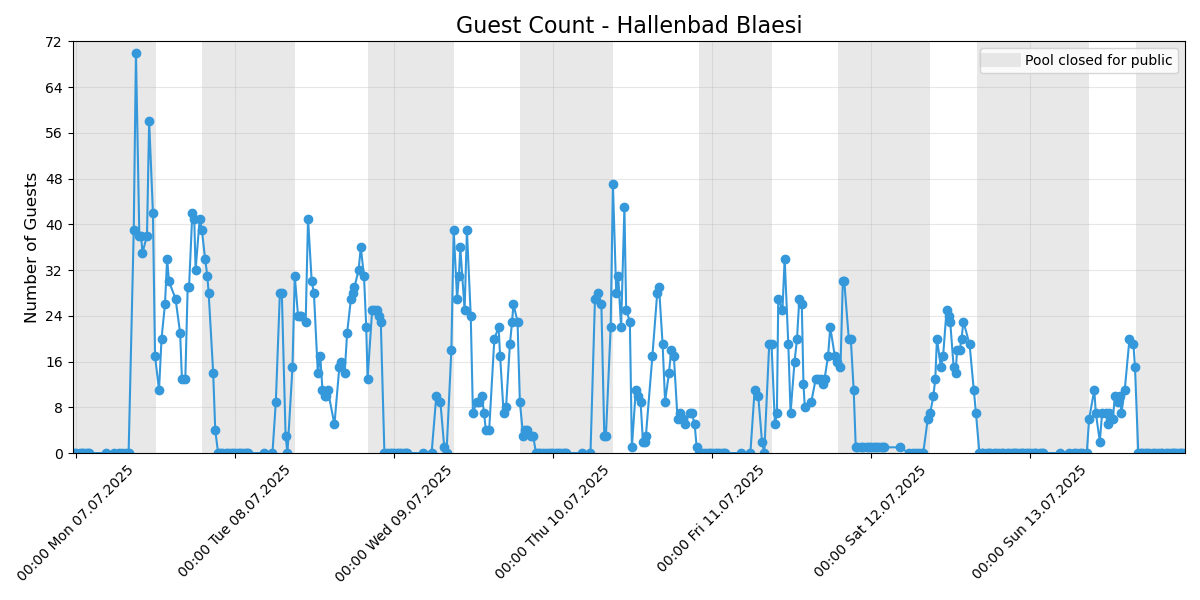 Guest Count - Hallenbad Blaesi
Pool closed for public
Number of Guests
72
64
56
48
40
32
24
16
8
0
00:00 Mon 07.07.2025
00:00 Tue 08.07.2025
00:00 Wed 09.07.2025
00:00 Thu 10.07.2025
00:00 Fri 11.07.2025
00:00 Sat 12.07.2025
00:00 Sun 13.07.2025